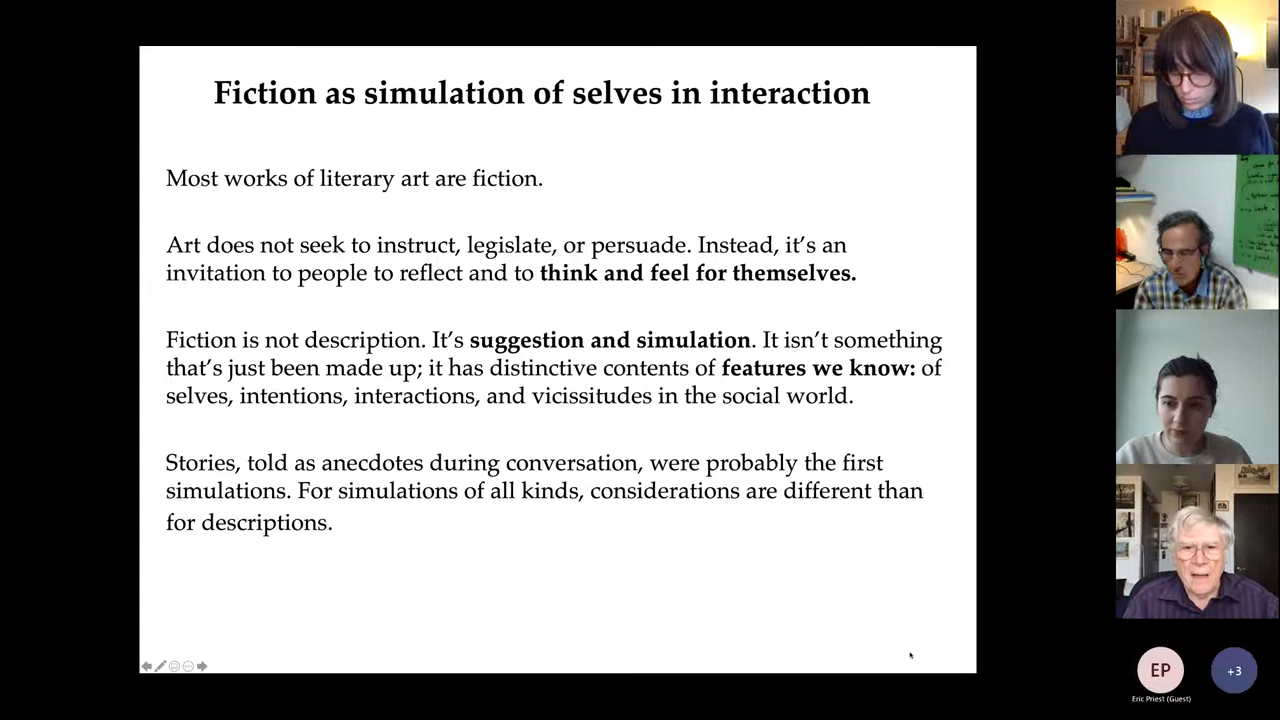 Fiction as simulation of selves in interaction
Most works of literary art are fiction.
Art does not seek to instruct, legislate, or persuade. Instead, it’s an
invitation to people to reflect and to think and feel for themselves.
Fiction is not description. It’s suggestion and simulation. It isn’t something
that’s just been made up; it has distinctive contents of features we know: of
selves, intentions, interactions, and vicissitudes in the social world.
Stories, told as anecdotes during conversation, were probably the first
simulations. For simulations of all kinds, considerations are different than
for descriptions.
EP
Eric Priest (Guest)
+3